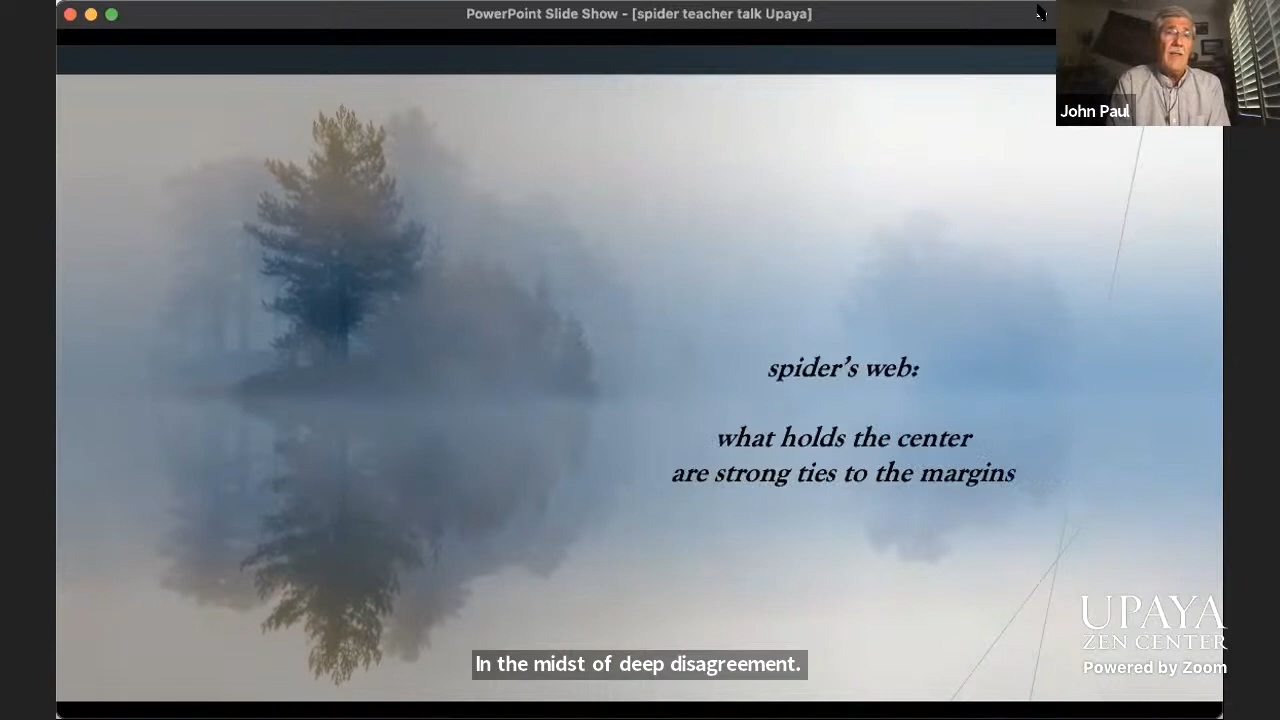 PowerPoint Slide Show - [spider teacher talk Upaya]
John Paul
spider's web:
what holds the center
are strong ties to the margins
UPAYA
ZEN CENTER
Powered by Zoom
In the midst of deep disagreement.